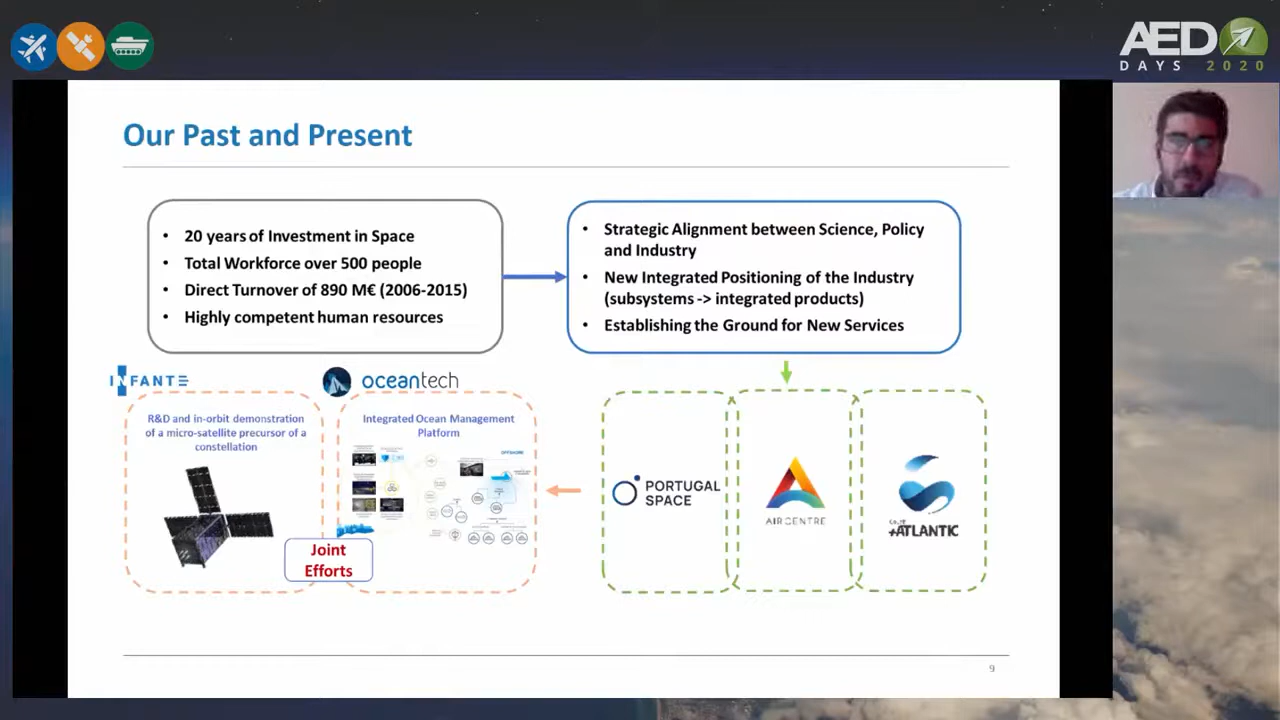 AED
DAYS 2020
Our Past and Present
• 20 years of Investment in Space
• Total Workforce over 500 people
• Direct Turnover of 890 M€ (2006-2015)
• Highly competent human resources
• Strategic Alignment between Science, Policy
and Industry
• New Integrated Positioning of the Industry
(subsystems -> integrated products)
• Establishing the Ground for New Services
INFANTE
oceantech
R&D and in-orbit demonstration
of a micro-satellite precursor of a
constellation
Integrated Ocean Management
Platform
OFFSHORE
Joint
Efforts
PORTUGAL
SPACE
AIR CENTRE
+ATLANTIC
9